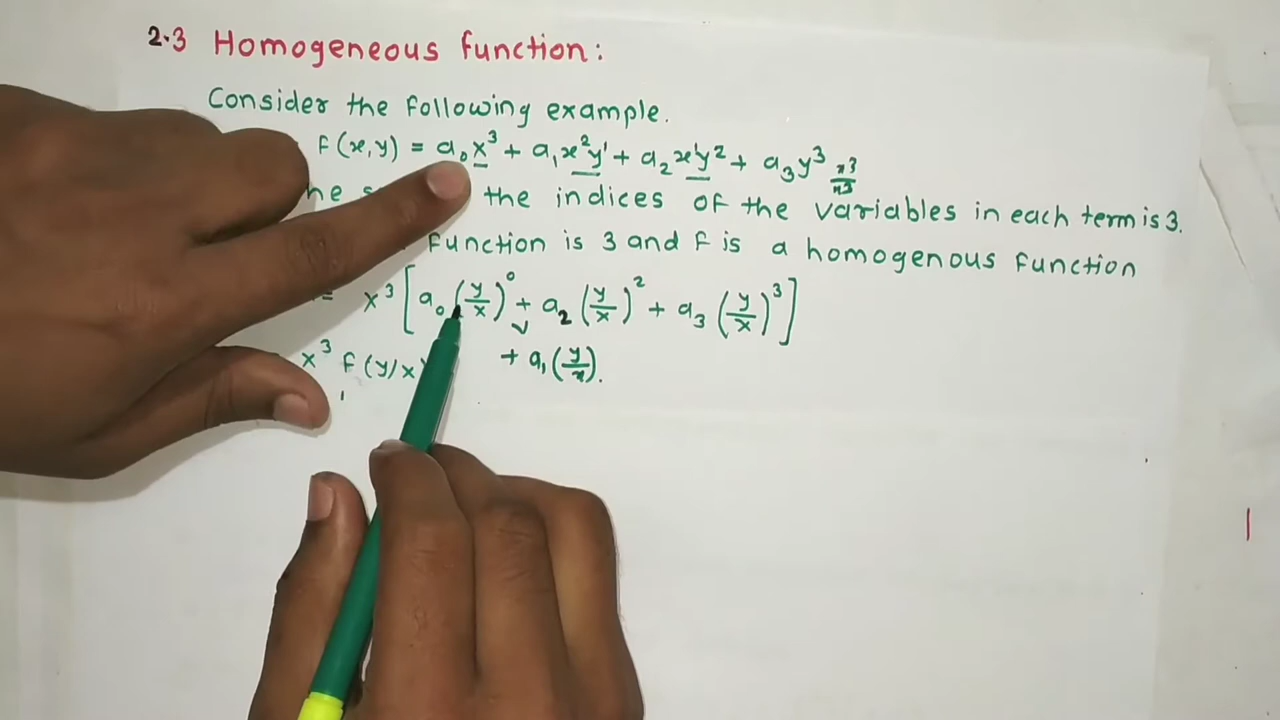 2.3 Homogeneous function:
Consider the following example.
f(x,y) = a₀x³ + a₁x²y¹ + a₂x¹y² + a₃y³ x³/x³
the indices of the variables in each term is 3.
function is 3 and f is a homogenous function
= x³ [a₀(y/x)⁰ + a₂(y/x)² + a₃(y/x)³]
x³ f(y/x) + a₁(y/x).